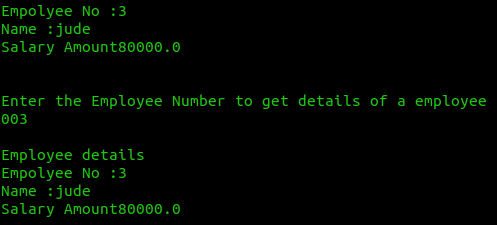 Empolyee No :3
Name :jude
Salary Amount80000.0
Enter the Employee Number to get details of a employee
003
Employee details
Empolyee No :3
Name :jude
Salary Amount80000.0